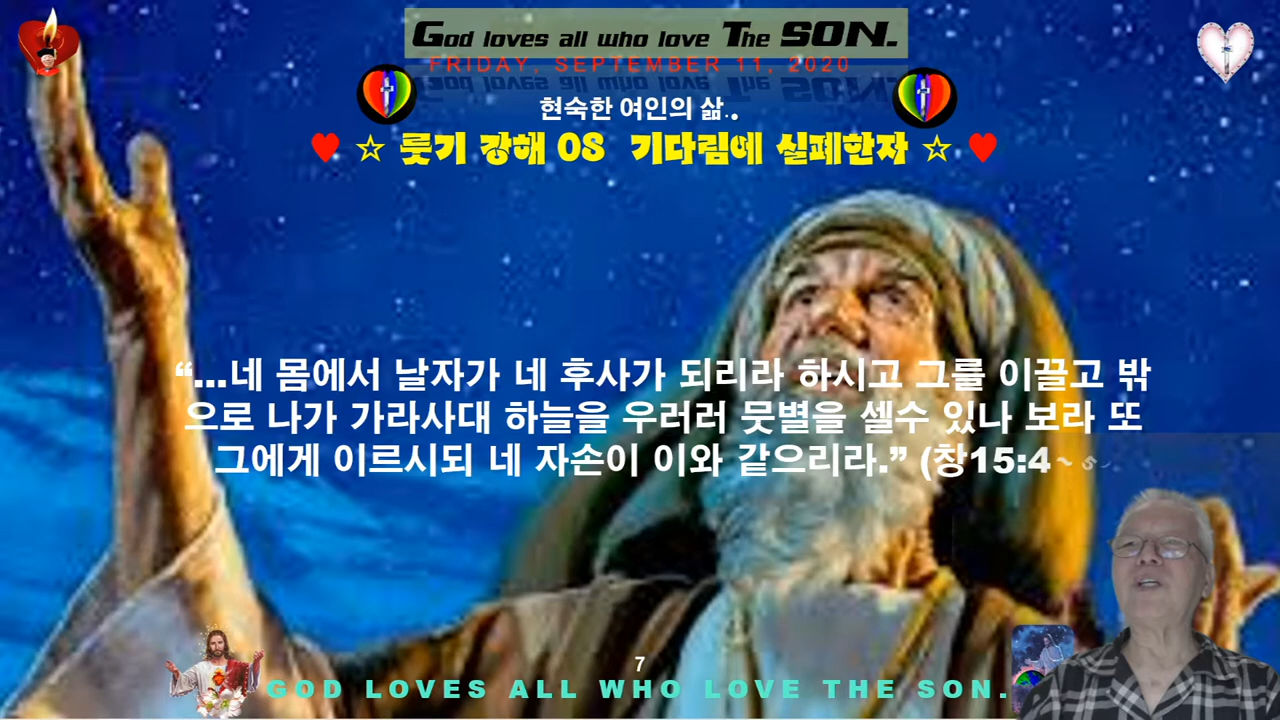 God loves all who love The SON.
FRIDAY, SEPTEMBER 11, 2020
현숙한 여인의 삶..
♥ ☆ 룻기 강해 OS 기다림에 실폐한자 ☆ ♥
“...네 몸에서 날자가 네 후사가 되리라 하시고 그를 이끌고 밖
으로 나가 가라사대 하늘을 우러러 뭇별을 셀수 있나 보라 또
그에게 이르시되 네 자손이 이와 같으리라.” (창15:4~5
7
GOD LOVES ALL WHO LOVE THE SON.